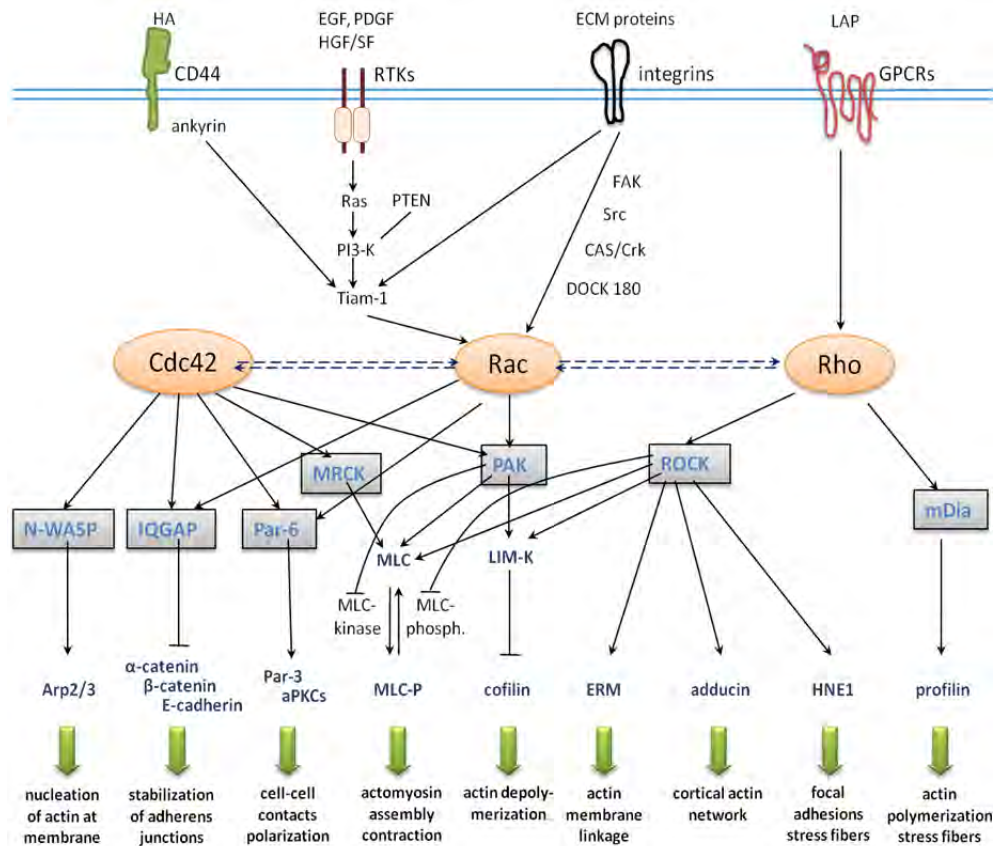 HA
EGF, PDGF
HGF/SF
ECM proteins
LAP
CD44
RTKs
integrins
GPCRs
ankyrin
Ras
PTEN
PI3-K
Tiam-1
FAK
Src
CAS/Crk
DOCK 180
Cdc42
Rac
Rho
MRCK
PAK
ROCK
N-WASP
IQGAP
Par-6
mDia
MLC
LIM-K
MLC-
kinase
MLC-
phosph.
Arp2/3
α-catenin
β-catenin
E-cadherin
Par-3
aPKCs
MLC-P
cofilin
ERM
adducin
HNE1
profilin
nucleation
of actin at
membrane
stabilization
of adherens
junctions
cell-cell
contacts
polarization
actomyosin
assembly
contraction
actin depoly-
merization
actin
membrane
linkage
cortical actin
network
focal
adhesions
stress fibers
actin
polymerization
stress fibers